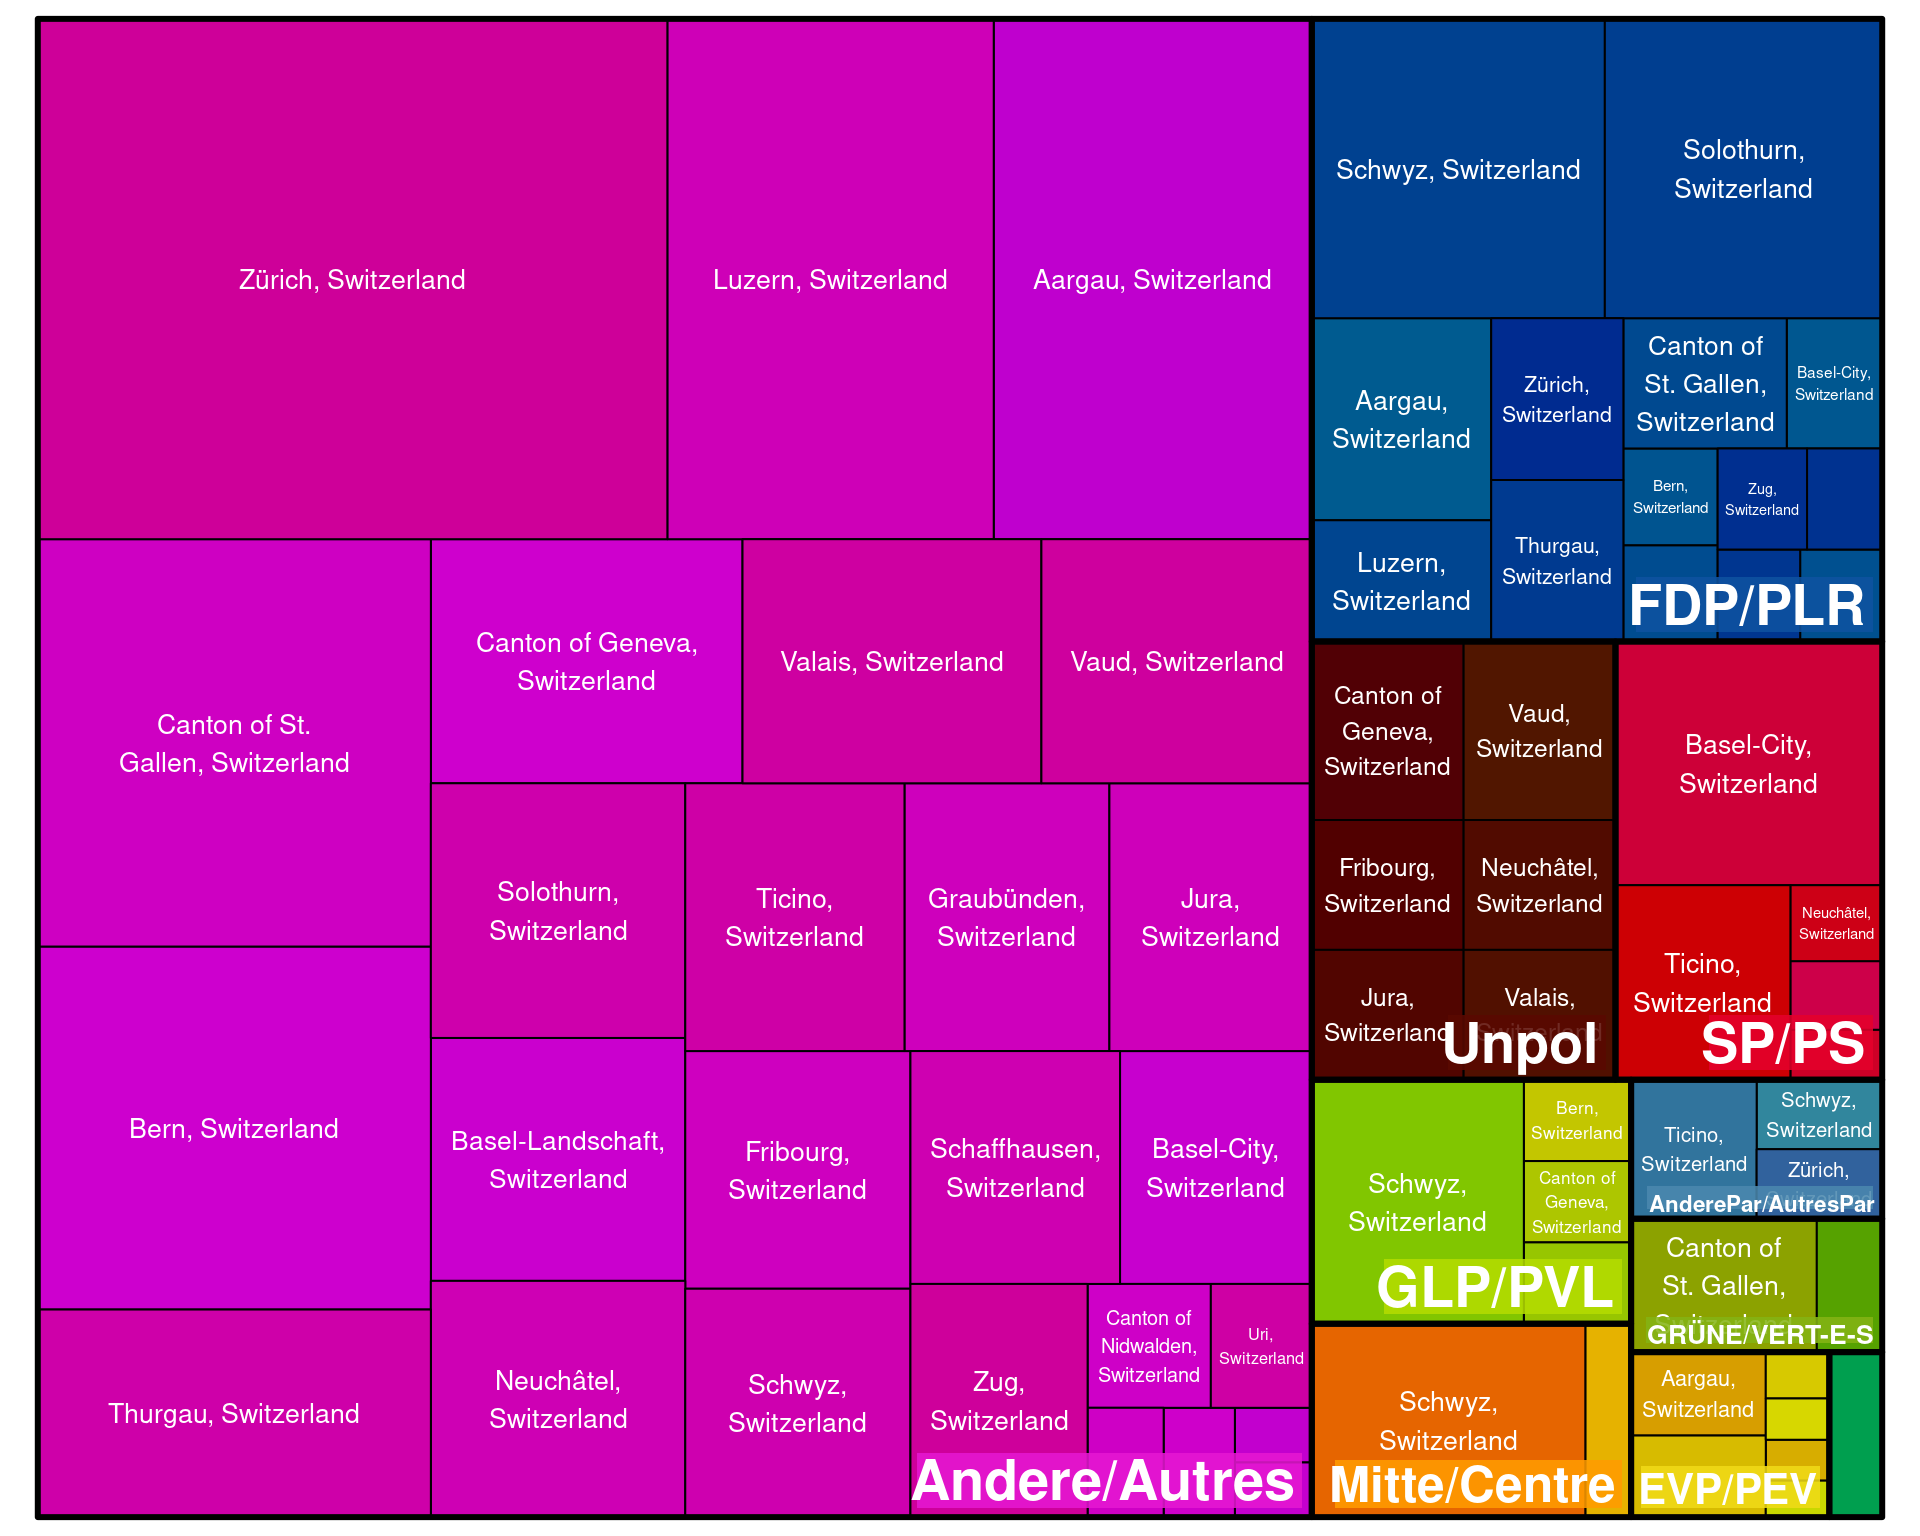 Zürich, Switzerland
Luzern, Switzerland
Aargau, Switzerland
Canton of St.
Gallen, Switzerland
Bern, Switzerland
Thurgau, Switzerland
Canton of Geneva,
Switzerland
Valais, Switzerland
Vaud, Switzerland
Solothurn,
Switzerland
Ticino,
Switzerland
Graubünden,
Switzerland
Jura,
Switzerland
Basel-Landschaft,
Switzerland
Fribourg,
Switzerland
Schaffhausen,
Switzerland
Basel-City,
Switzerland
Neuchâtel,
Switzerland
Schwyz,
Switzerland
Zug,
Switzerland
Canton of
Nidwalden,
Switzerland
Uri,
Switzerland
Andere/Autres
Schwyz, Switzerland
Solothurn,
Switzerland
Aargau,
Switzerland
Luzern,
Switzerland
Zürich,
Switzerland
Thurgau,
Switzerland
Canton of
St. Gallen,
Switzerland
Basel-City,
Switzerland
Bern,
Switzerland
Zug,
Switzerland
FDP/PLR
Canton of
Geneva,
Switzerland
Vaud,
Switzerland
Fribourg,
Switzerland
Neuchâtel,
Switzerland
Jura,
Switzerland
Valais,
Switzerland
Unpol
Basel-City,
Switzerland
Ticino,
Switzerland
Neuchâtel,
Switzerland
SP/PS
Schwyz,
Switzerland
Bern,
Switzerland
Canton of
Geneva,
Switzerland
GLP/PVL
Ticino,
Switzerland
Schwyz,
Switzerland
Zürich,
Switzerland
AnderePar/AutresPar
Canton of
St. Gallen,
Switzerland
GRÜNE/VERT-E-S
Schwyz,
Switzerland
Mitte/Centre
Aargau,
Switzerland
EVP/PEV